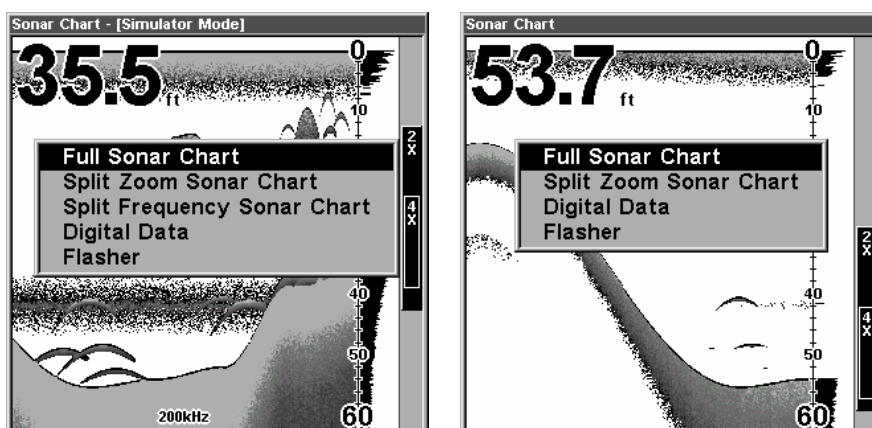 Sonar Chart - [Simulator Mode]
35.5 ft
0
10
2X
Full Sonar Chart
Split Zoom Sonar Chart
Split Frequency Sonar Chart
4X
Digital Data
Flasher
40
50
200kHz
60
Sonar Chart
53.7 ft
0
10
Full Sonar Chart
Split Zoom Sonar Chart
Digital Data
Flasher
2X
40
4X
50
60